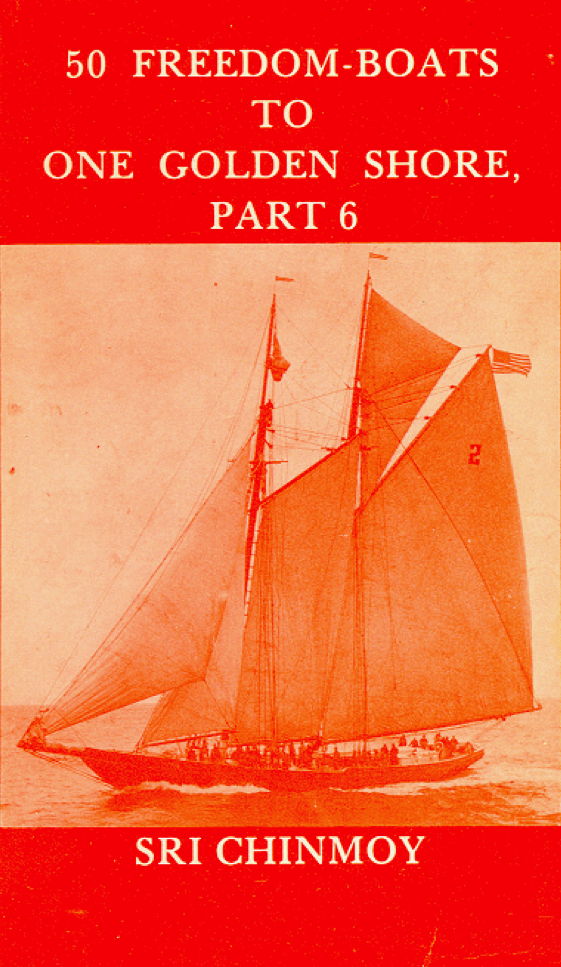 50 FREEDOM-BOATS
TO
ONE GOLDEN SHORE,
PART 6
2
SRI CHINMOY